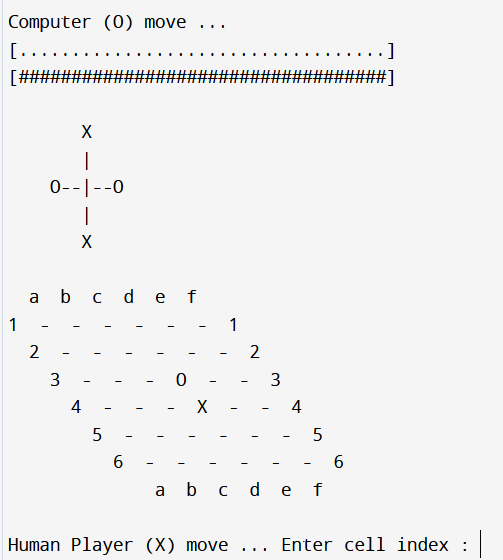 Computer (O) move ...
[...................................]
[###################################]
X
|
O--|--O
|
X
a b c d e f
1 - - - - - - 1
2 - - - - - - 2
3 - - - O - - 3
4 - - - X - - 4
5 - - - - - - 5
6 - - - - - - 6
a b c d e f
Human Player (X) move ... Enter cell index :